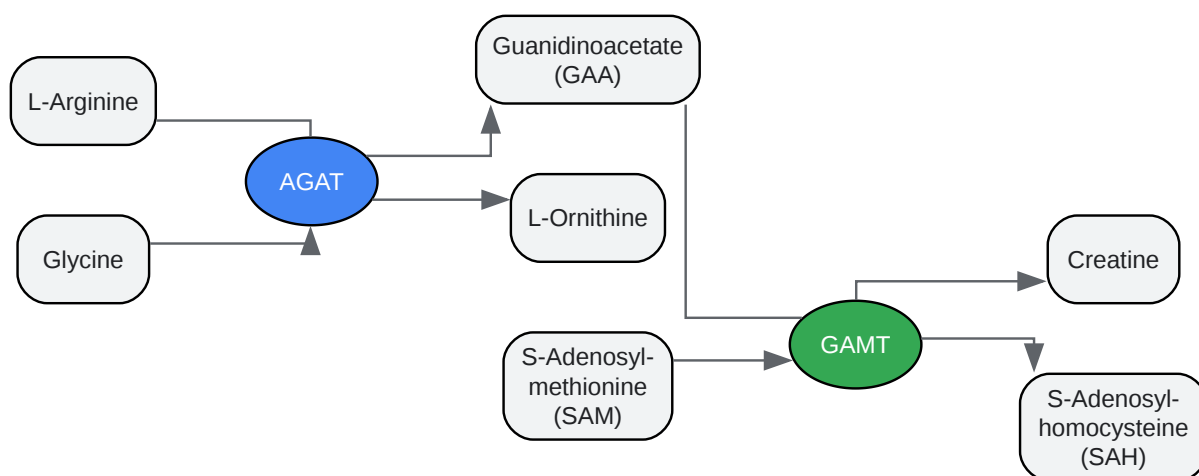 Guanidinoacetate
(GAA)
L-Arginine
AGAT
L-Ornithine
Glycine
Creatine
S-Adenosyl-
methionine
(SAM)
GAMT
S-Adenosyl-
homocysteine
(SAH)